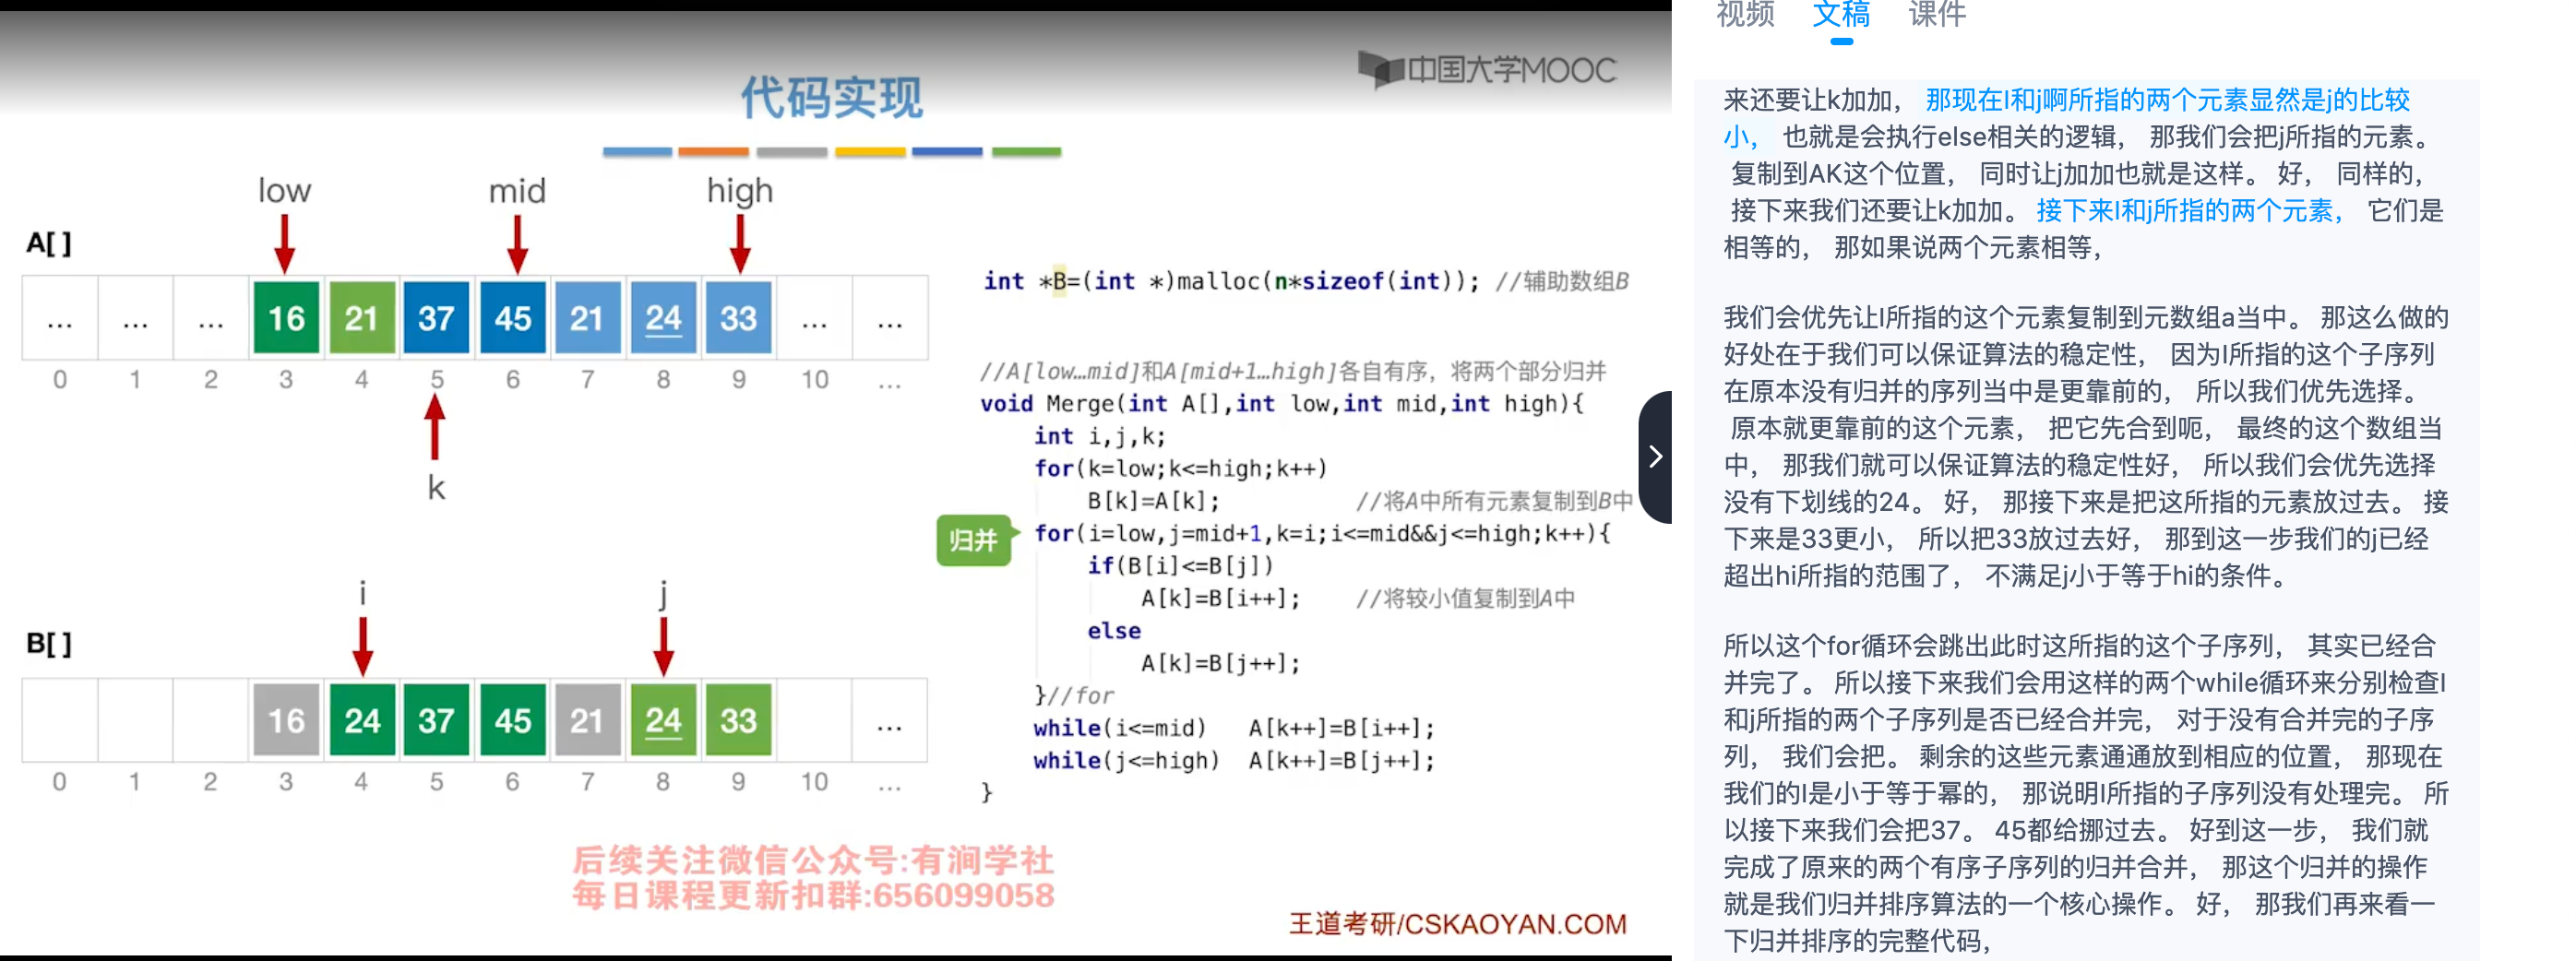 代码实现
中国大学MOOC
low mid high
A[ ]
... ... ... 16 21 37 45 21 24 33 ... ...
0 1 2 3 4 5 6 7 8 9 10 ...
k
i j
B[ ]
16 24 37 45 21 24 33 ...
0 1 2 3 4 5 6 7 8 9 10 ...
int *B=(int *)malloc(n*sizeof(int)); //辅助数组B
//A[low…mid]和A[mid+1…high]各自有序，将两个部分归并
void Merge(int A[],int low,int mid,int high){
int i,j,k;
for(k=low;k<=high;k++)
B[k]=A[k]; //将A中所有元素复制到B中
归并
for(i=low,j=mid+1,k=i;i<=mid&&j<=high;k++){
if(B[i]<=B[j])
A[k]=B[i++]; //将较小值复制到A中
else
A[k]=B[j++];
}//for
while(i<=mid) A[k++]=B[i++];
while(j<=high) A[k++]=B[j++];
}
后续关注微信公众号:有涧学社
每日课程更新扣群:656099058
王道考研/CSKAOYAN.COM
视频 文稿 课件
来还要让k加加， 那现在I和j啊所指的两个元素显然是j的比较
小， 也就是会执行else相关的逻辑， 那我们会把j所指的元素。
复制到AK这个位置， 同时让j加加也就是这样。 好， 同样的，
接下来我们还要让k加加。 接下来I和j所指的两个元素， 它们是
相等的， 那如果说两个元素相等，
我们会优先让I所指的这个元素复制到元数组a当中。 那这么做的
好处在于我们可以保证算法的稳定性， 因为I所指的这个子序列
在原本没有归并的序列当中是更靠前的， 所以我们优先选择。
原本就更靠前的这个元素， 把它先合到呃， 最终的这个数组当
中， 那我们就可以保证算法的稳定性好， 所以我们会优先选择
没有下划线的24。 好， 那接下来是把这所指的元素放过去。 接
下来是33更小， 所以把33放过去好， 那到这一步我们的j已经
超出hi所指的范围了， 不满足j小于等于hi的条件。
所以这个for循环会跳出此时这所指的这个子序列， 其实已经合
并完了。 所以接下来我们会用这样的两个while循环来分别检查I
和j所指的两个子序列是否已经合并完， 对于没有合并完的子序
列， 我们会把。 剩余的这些元素通通放到相应的位置， 那现在
我们的I是小于等于幂的， 那说明I所指的子序列没有处理完。 所
以接下来我们会把37。 45都给挪过去。 好到这一步， 我们就
完成了原来的两个有序子序列的归并合并， 那这个归并的操作
就是我们归并排序算法的一个核心操作。 好， 那我们再来看一
下归并排序的完整代码，